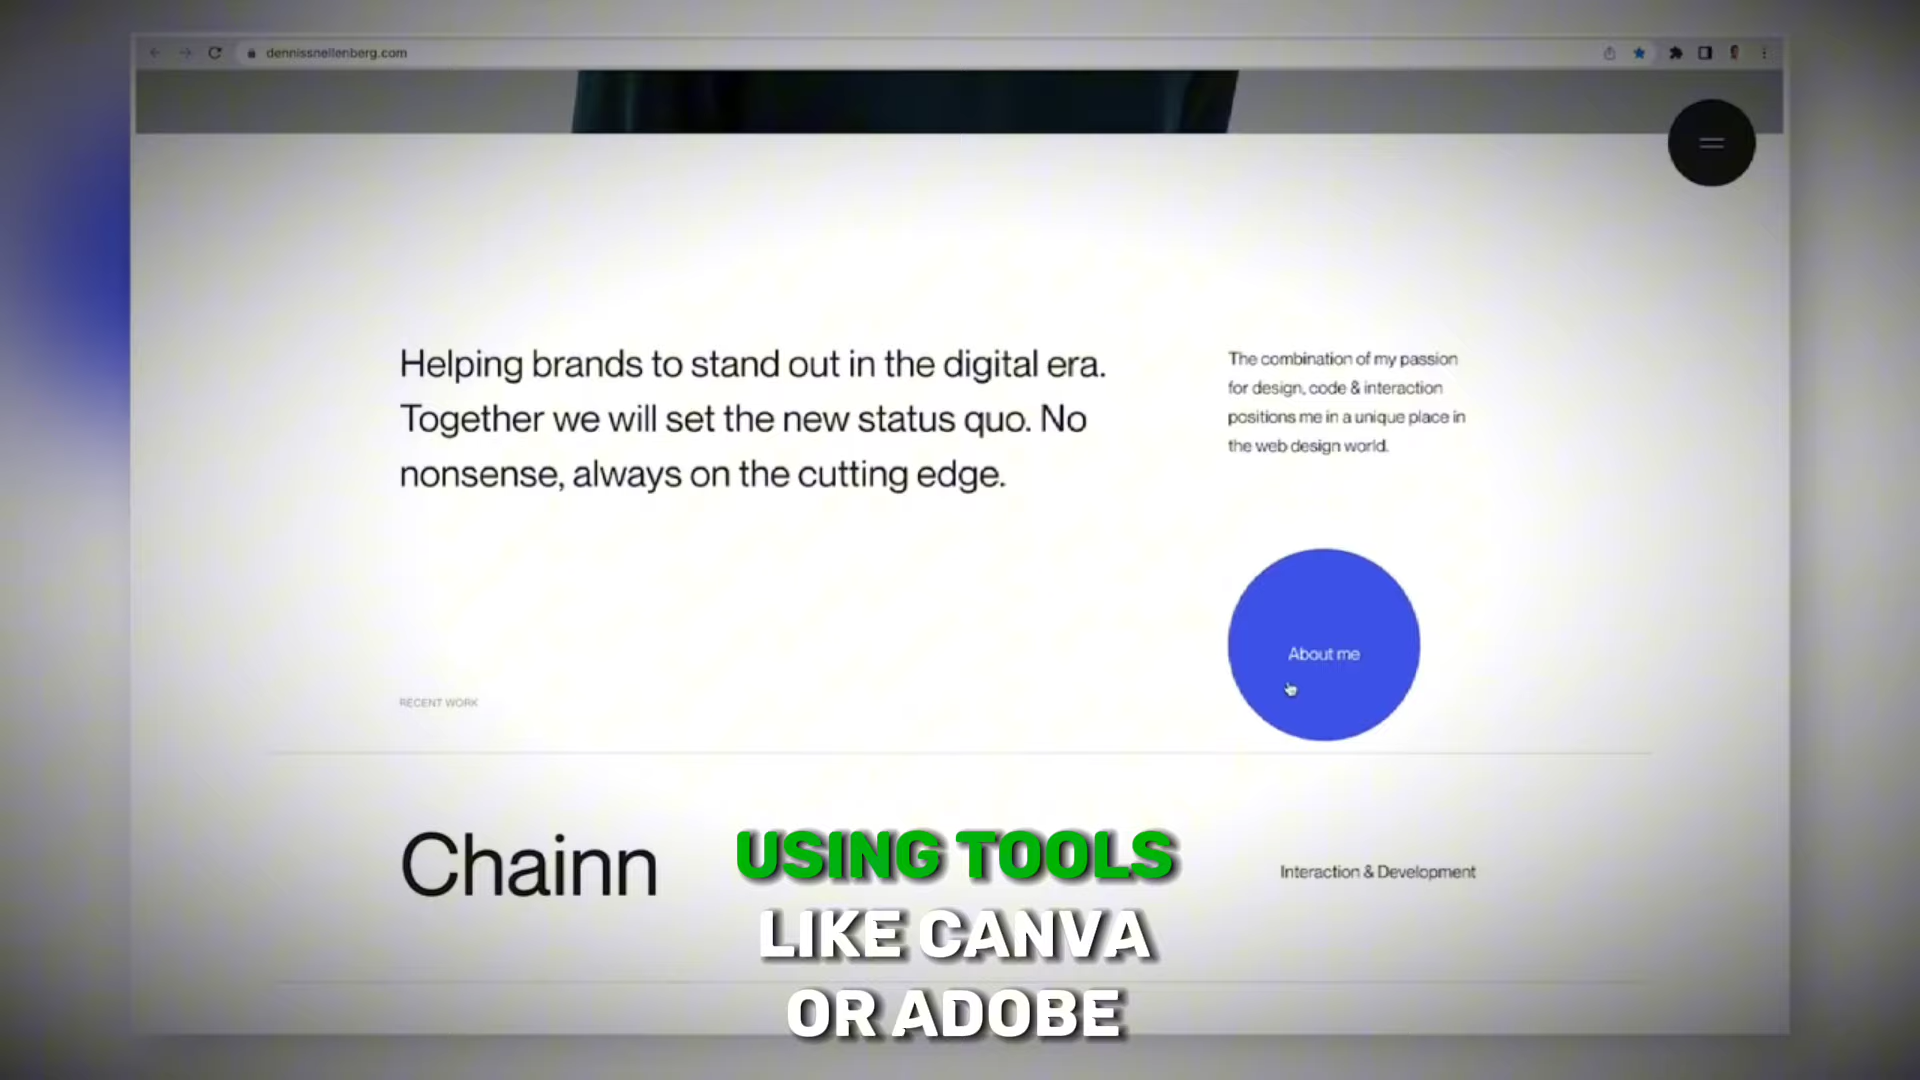 dennissnellenberg.com
Helping brands to stand out in the digital era.
Together we will set the new status quo. No
nonsense, always on the cutting edge.
The combination of my passion
for design, code & interaction
positions me in a unique place in
the web design world.
About me
RECENT WORK
Chainn
Interaction & Development
USING TOOLS
LIKE CANVA
OR ADOBE